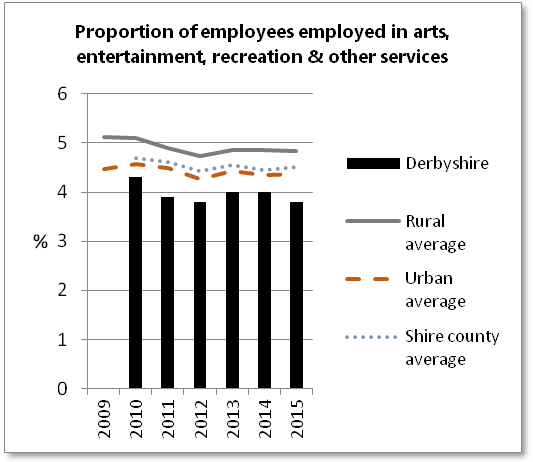 Proportion of employees employed in arts,
entertainment, recreation & other services
6
5
4
% 3
2
1
0
2009 2010 2011 2012 2013 2014 2015
Derbyshire
Rural
average
Urban
average
Shire county
average